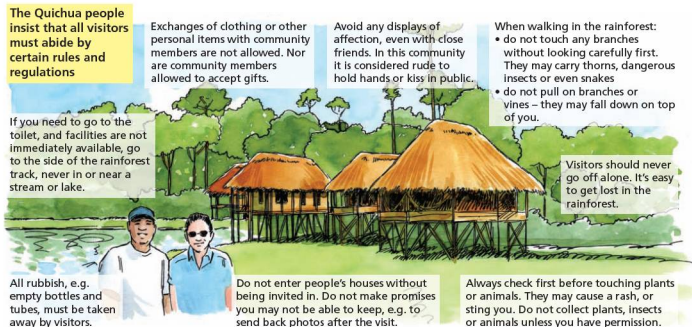 The Quichua people
insist that all visitors
must abide by
certain rules and
regulations
Exchanges of clothing or other
personal items with community
members are not allowed. Nor
are community members
allowed to accept gifts.
Avoid any displays of
affection, even with close
friends. In this community
it is considered rude to
hold hands or kiss in public.
When walking in the rainforest:
• do not touch any branches
without looking carefully first.
They may carry thorns, dangerous
insects or even snakes
• do not pull on branches or
vines – they may fall down on top
of you.
If you need to go to the
toilet, and facilities are not
immediately available, go
to the side of the rainforest
track, never in or near a
stream or lake.
Visitors should never
go off alone. It's easy
to get lost in the
rainforest.
All rubbish, e.g.
empty bottles and
tubes, must be taken
away by visitors.
Do not enter people's houses without
being invited in. Do not make promises
you may not be able to keep, e.g. to
send back photos after the visit.
Always check first before touching plants
or animals. They may cause a rash, or
sting you. Do not collect plants, insects
or animals unless you have permission.